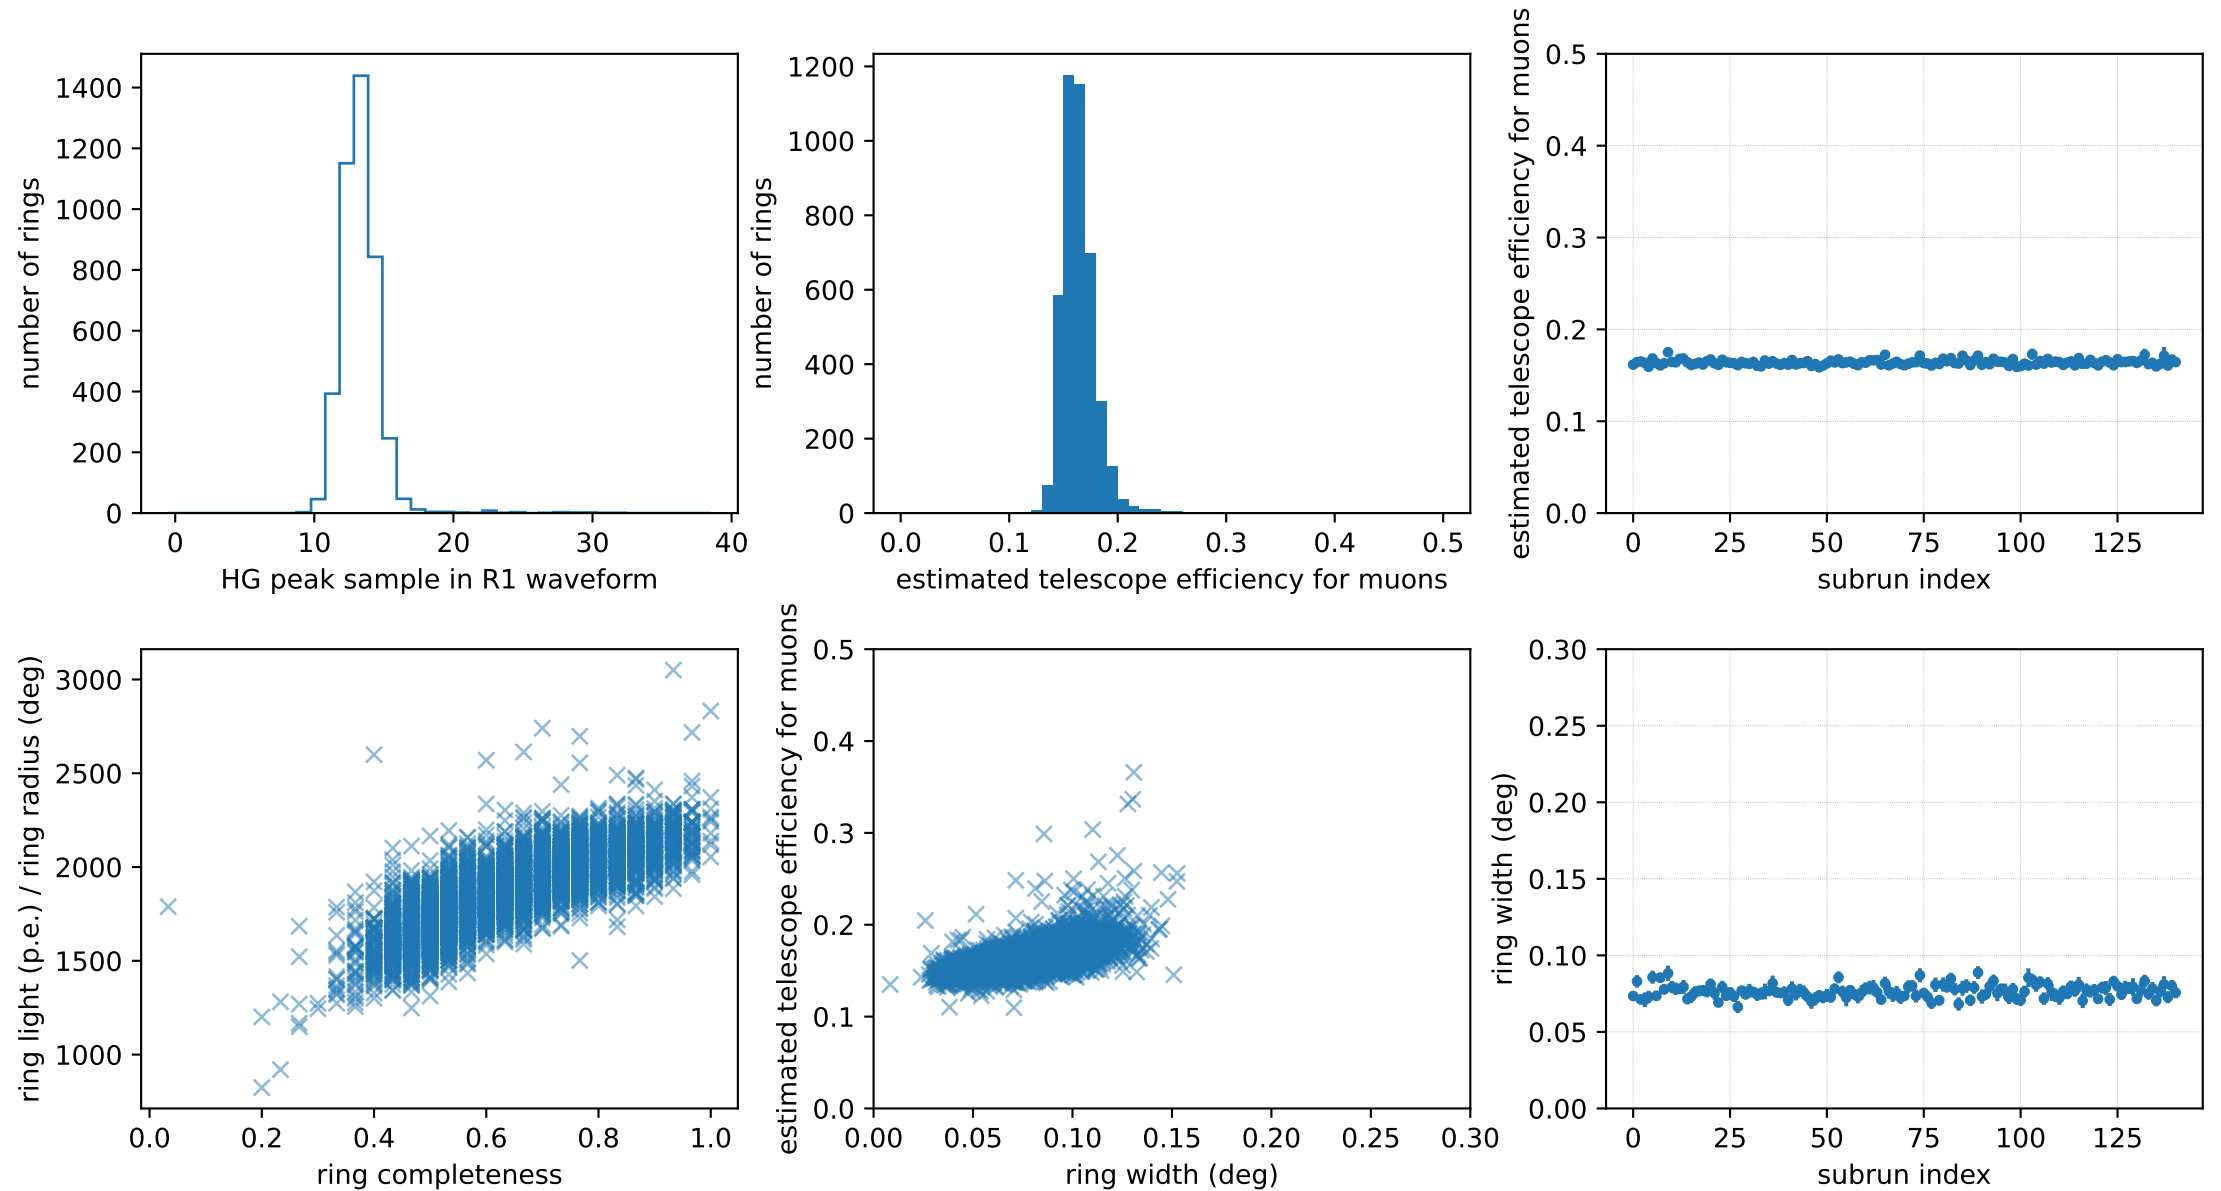 number of rings
1400
1200
1000
800
600
400
200
0
0 10 20 30 40
HG peak sample in R1 waveform
number of rings
1200
1000
800
600
400
200
0
0.0 0.1 0.2 0.3 0.4 0.5
estimated telescope efficiency for muons
estimated telescope efficiency for muons
0.5
0.4
0.3
0.2
0.1
0.0
0 25 50 75 100 125
subrun index
ring light (p.e.) / ring radius (deg)
3000
2500
2000
1500
1000
0.0 0.2 0.4 0.6 0.8 1.0
ring completeness
estimated telescope efficiency for muons
0.5
0.4
0.3
0.2
0.1
0.0
0.00 0.05 0.10 0.15 0.20 0.25 0.30
ring width (deg)
ring width (deg)
0.30
0.25
0.20
0.15
0.10
0.05
0.00
0 25 50 75 100 125
subrun index